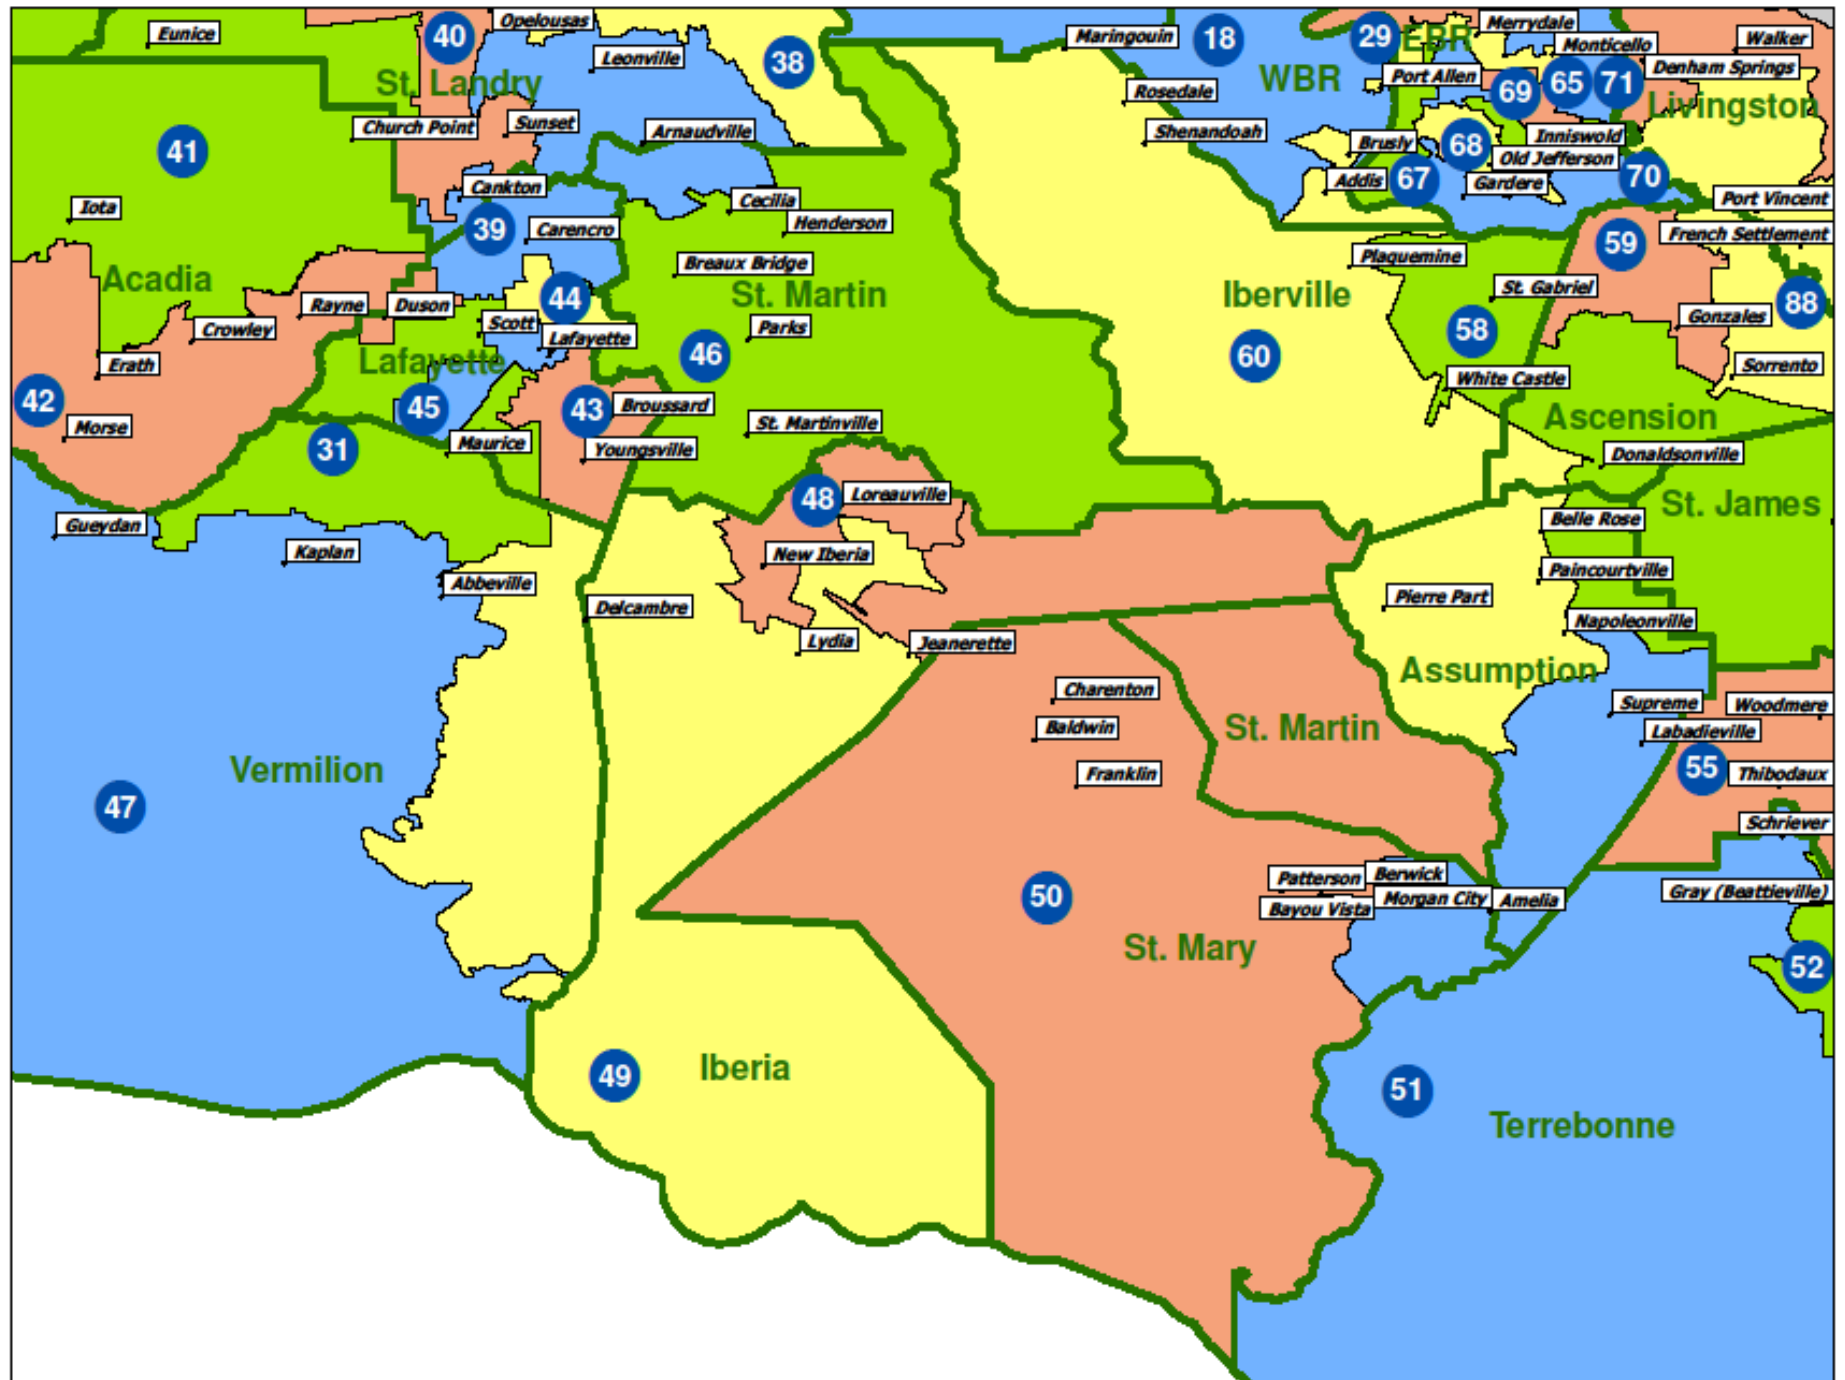 Eunice
40
Opelousas
Leonville
38
Maringouin
18
29
EBR
Merrydale
Monticello
Walker
St. Landry
WBR
Port Allen
69
65
71
Denham Springs
Livingston
Rosedale
Church Point
Sunset
Arnaudville
Shenandoah
Brusly
68
Inniswold
Old Jefferson
41
Cankton
Cecilia
Addis
67
Gardere
70
Port Vincent
Iota
39
Carencro
Henderson
59
French Settlement
Plaquemine
Breaux Bridge
Acadia
St. Martin
Iberville
St. Gabriel
88
Rayne
Duson
44
Scott
Lafayette
Crowley
Parks
58
Gonzales
Erath
Lafayette
46
60
Sorrento
White Castle
42
45
43
Broussard
Ascension
Morse
31
Maurice
Youngsville
St. Martinville
Donaldsonville
48
Loreauville
St. James
Gueydan
Belle Rose
Kaplan
New Iberia
Paincourtville
Abbeville
Delcambre
Pierre Part
Napoleonville
Lydia
Jeanerette
Assumption
Charenton
Supreme
Woodmere
Baldwin
St. Martin
Labadieville
Vermilion
Franklin
55
Thibodaux
47
Schriever
Patterson
Berwick
50
Bayou Vista
Morgan City
Amelia
Gray (Beattieville)
St. Mary
52
49
Iberia
51
Terrebonne